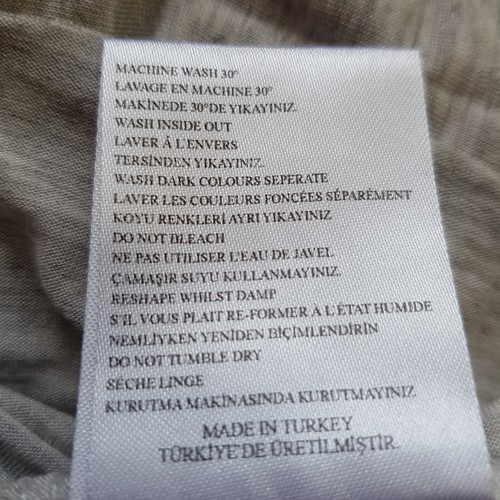 MACHINE WASH 30°
LAVAGE EN MACHINE 30°
MAKİNEDE 30°DE YIKAYINIZ
WASH INSIDE OUT
LAVER Á L'ENVERS
TERSİNDEN YIKAYINIZ.
WASH DARK COLOURS SEPERATE
LAVER LES COULEURS FONCÉES SÉPARÉMENT
KOYU RENKLERİ AYRI YIKAYINIZ
DO NOT BLEACH
NE PAS UTILISER L'EAU DE JAVEL
ÇAMAŞIR SUYU KULLANMAYINIZ.
RESHAPE WHILST DAMP
S'IL VOUS PLAIT RE-FORMER A L'ÉTAT HUMIDE
NEMLİYKEN YENİDEN BİÇİMLENDİRİN
DO NOT TUMBLE DRY
SÉCHE LINGE
KURUTMA MAKİNASINDA KURUTMAYINIZ
MADE IN TURKEY
TÜRKİYE'DE ÜRETİLMİŞTİR.